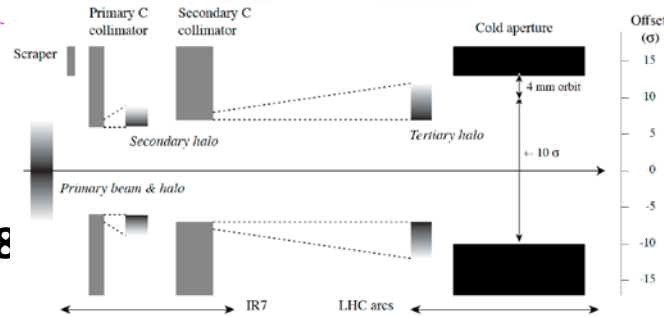 Primary C
collimator
Secondary C
collimator
Scraper
Cold aperture
Offset
(σ)
15
10
5
0
-5
-10
-15
4 mm orbit
Secondary halo
Tertiary halo
+- 10 σ
Primary beam & halo
8
IR7
LHC arcs